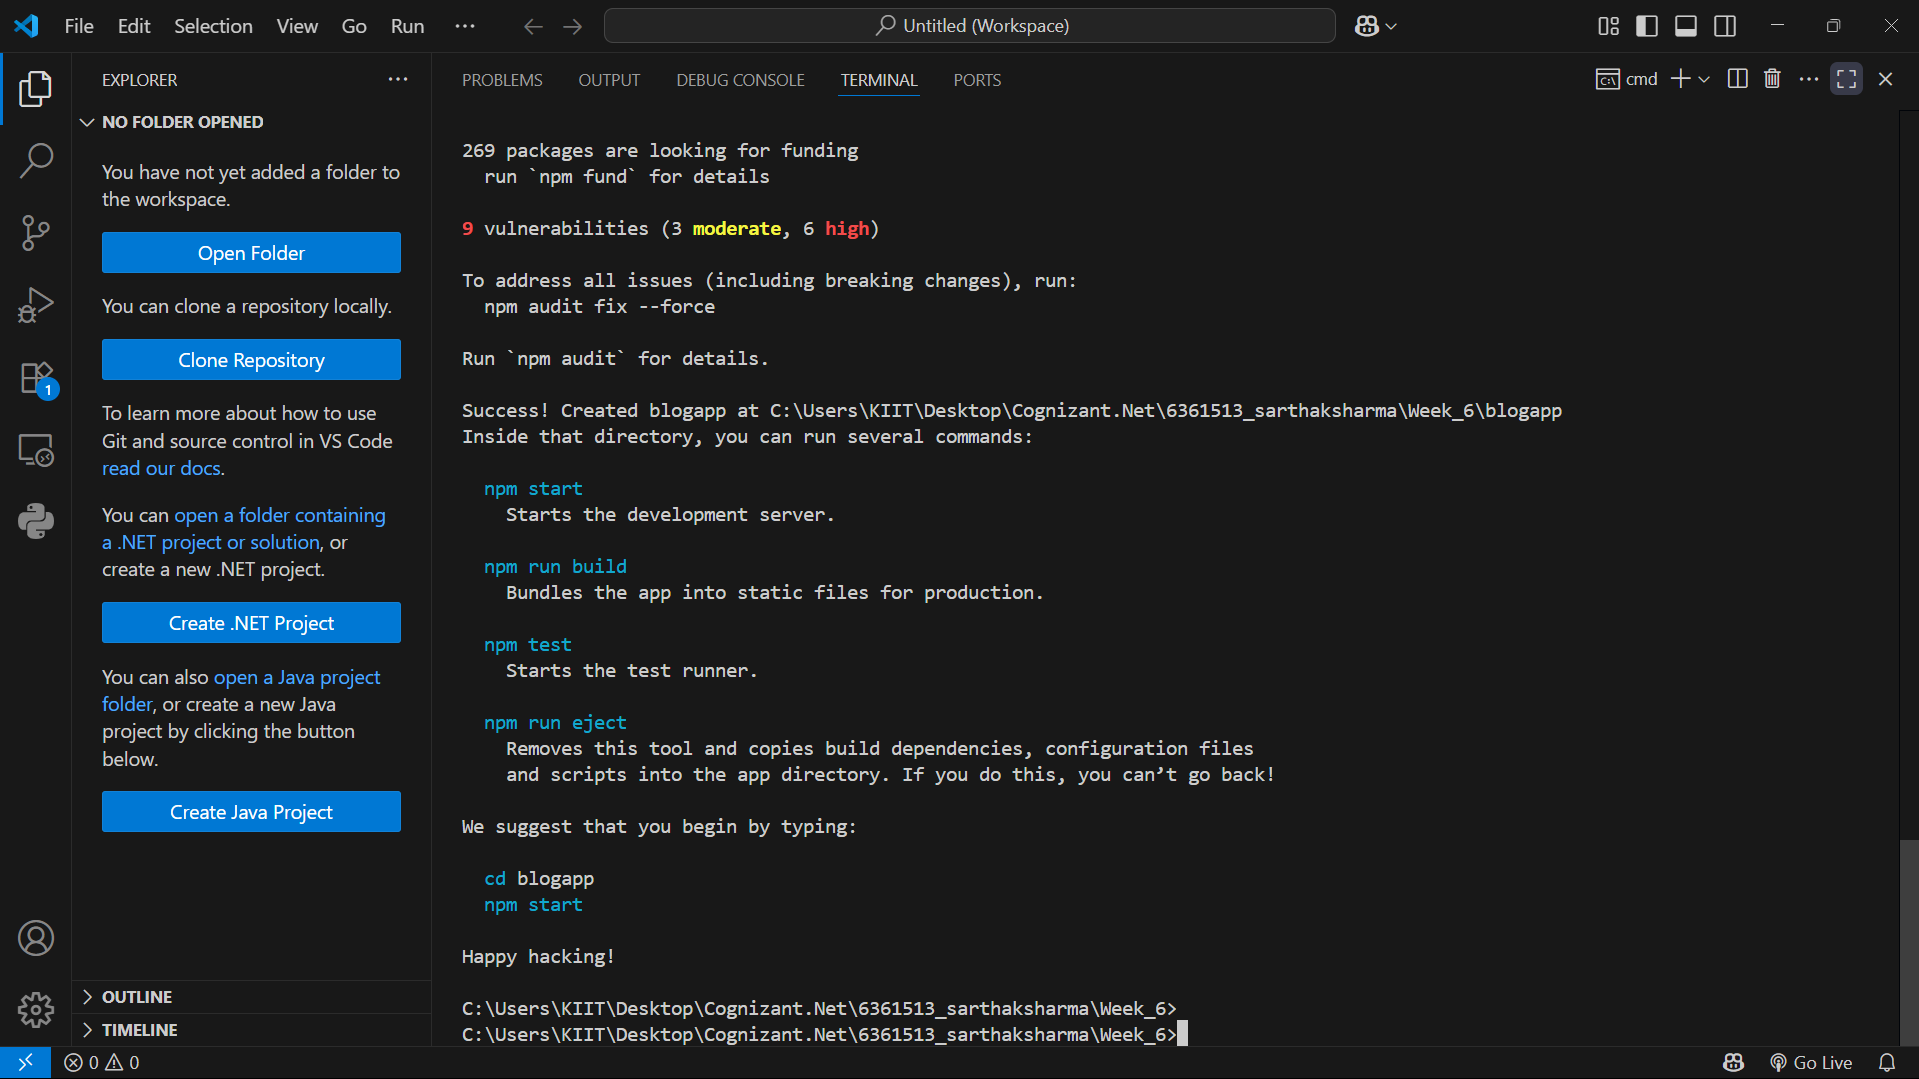 File Edit Selection View Go Run
Untitled (Workspace)
EXPLORER
NO FOLDER OPENED
You have not yet added a folder to
the workspace.
Open Folder
You can clone a repository locally.
Clone Repository
To learn more about how to use
Git and source control in VS Code
read our docs.
You can open a folder containing
a .NET project or solution, or
create a new .NET project.
Create .NET Project
You can also open a Java project
folder, or create a new Java
project by clicking the button
below.
Create Java Project
OUTLINE
TIMELINE
1
PROBLEMS OUTPUT DEBUG CONSOLE TERMINAL PORTS
cmd
269 packages are looking for funding
run `npm fund` for details
9 vulnerabilities (3 moderate, 6 high)
To address all issues (including breaking changes), run:
npm audit fix --force
Run `npm audit` for details.
Success! Created blogapp at C:\Users\KIIT\Desktop\Cognizant.Net\6361513_sarthaksharma\Week_6\blogapp
Inside that directory, you can run several commands:
npm start
Starts the development server.
npm run build
Bundles the app into static files for production.
npm test
Starts the test runner.
npm run eject
Removes this tool and copies build dependencies, configuration files
and scripts into the app directory. If you do this, you can’t go back!
We suggest that you begin by typing:
cd blogapp
npm start
Happy hacking!
C:\Users\KIIT\Desktop\Cognizant.Net\6361513_sarthaksharma\Week_6>
C:\Users\KIIT\Desktop\Cognizant.Net\6361513_sarthaksharma\Week_6>
0 0
Go Live